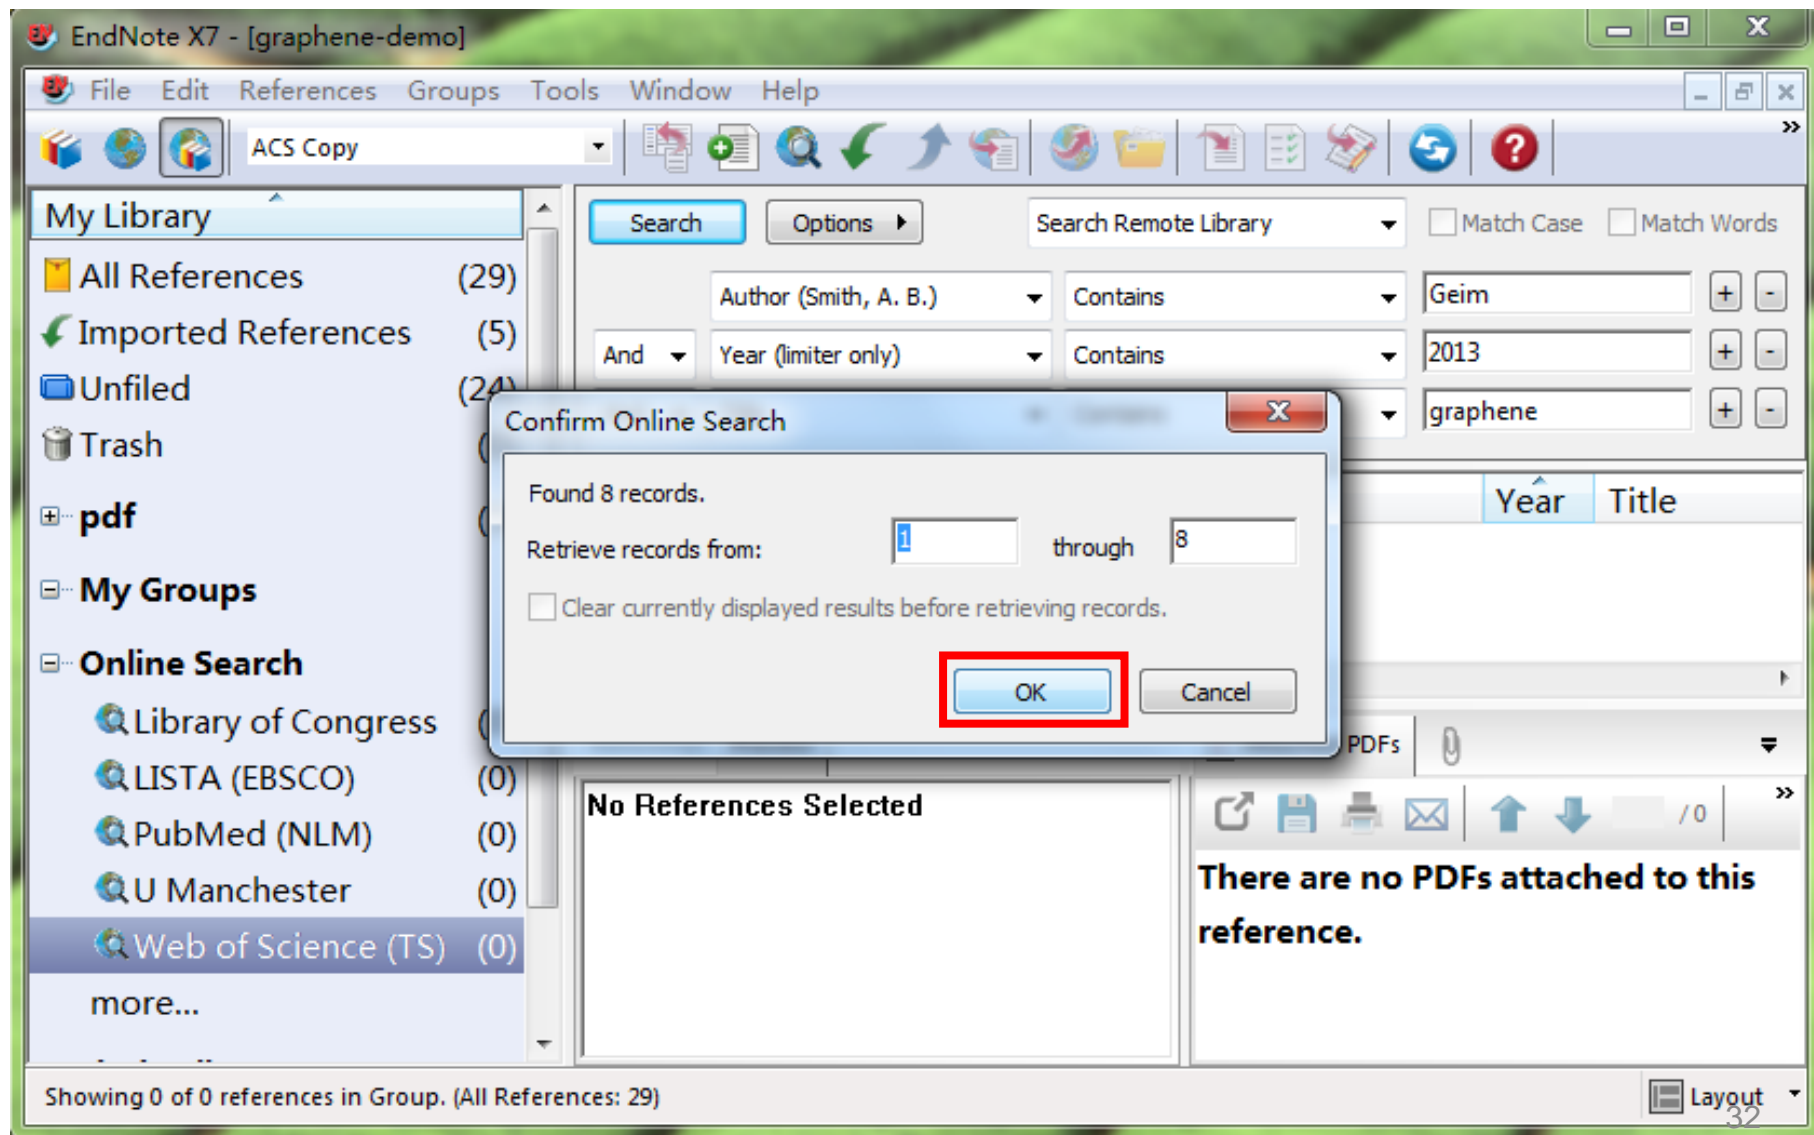 EndNote X7 - [graphene-demo]
File Edit References Groups Tools Window Help
ACS Copy
My Library
All References (29)
Imported References (5)
Unfiled (24)
Trash
pdf
My Groups
Online Search
Library of Congress
LISTA (EBSCO) (0)
PubMed (NLM) (0)
U Manchester (0)
Web of Science (TS) (0)
more...
Search Options Search Remote Library Match Case Match Words
Author (Smith, A. B.) Contains Geim
And Year (limiter only) Contains 2013
graphene
Confirm Online Search
Found 8 records.
Retrieve records from: 1 through 8
Clear currently displayed results before retrieving records.
OK Cancel
Year Title
PDFs
No References Selected
/ 0
There are no PDFs attached to this
reference.
Showing 0 of 0 references in Group. (All References: 29)
Layout
32